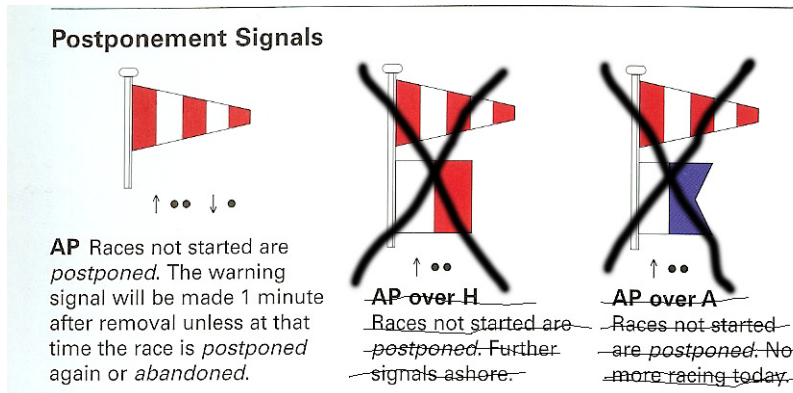 Postponement Signals
AP Races not started are
postponed. The warning
signal will be made 1 minute
after removal unless at that
time the race is postponed
again or abandoned.
AP over H
Races not started are
postponed. Further
signals ashore.
AP over A
Races not started
are postponed. No
more racing today.